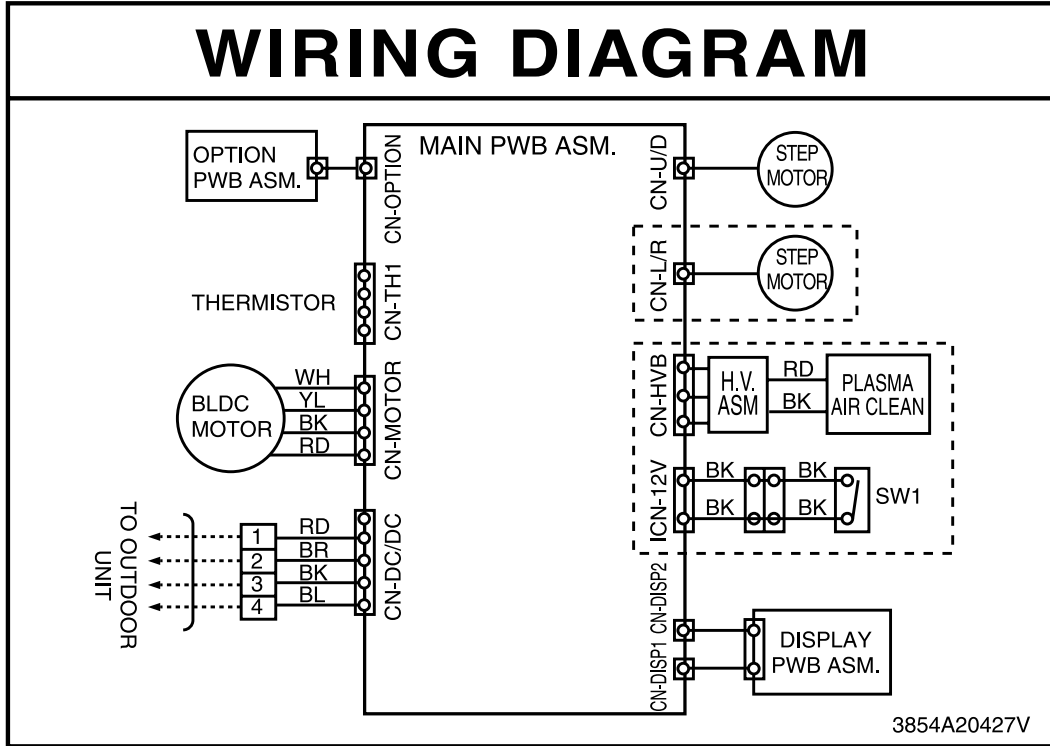 WIRING DIAGRAM
OPTION
PWB ASM.
CN-OPTION
MAIN PWB ASM.
CN-U/D
STEP
MOTOR
CN-L/R
STEP
MOTOR
THERMISTOR
CN-TH1
BLDC
MOTOR
WH
YL
BK
RD
CN-MOTOR
CN-HVB
H.V.
ASM
RD
BK
PLASMA
AIR CLEAN
CN-12V
BK
BK
BK
BK
SW1
TO OUTDOOR
UNIT
1
2
3
4
RD
BR
BK
BL
CN-DC/DC
CN-DISP2
CN-DISP1
DISPLAY
PWB ASM.
3854A20427V